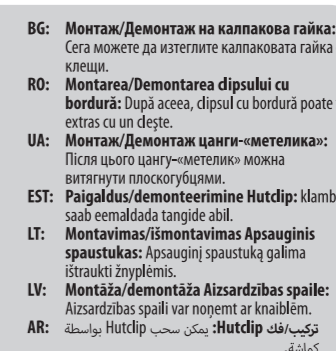 BG: Монтаж/Демонтаж на калпакова гайка:
Сега можете да изтеглите калпаковата гайка
клещи.
RO: Montarea/Demontarea clipsului cu
bordură: După aceea, clipsul cu bordură poate
extras cu un clește.
UA: Монтаж/Демонтаж цанги-«метелика»:
Після цього цангу-«метелик» можна
витягнути плоскогубцями.
EST: Paigaldus/demonteerimine Hutclip: klamb
saab eemaldada tangide abil.
LT: Montavimas/išmontavimas Apsauginis
spaustukas: Apsauginį spaustuką galima
ištraukti žnyplėmis.
LV: Montāža/demontāža Aizsardzības spaile:
Aizsardzības spaili var noņemt ar knaiblēm.
AR: تركيب/فك Hutclip: يمكن سحب Hutclip بواسطة
كماشة.